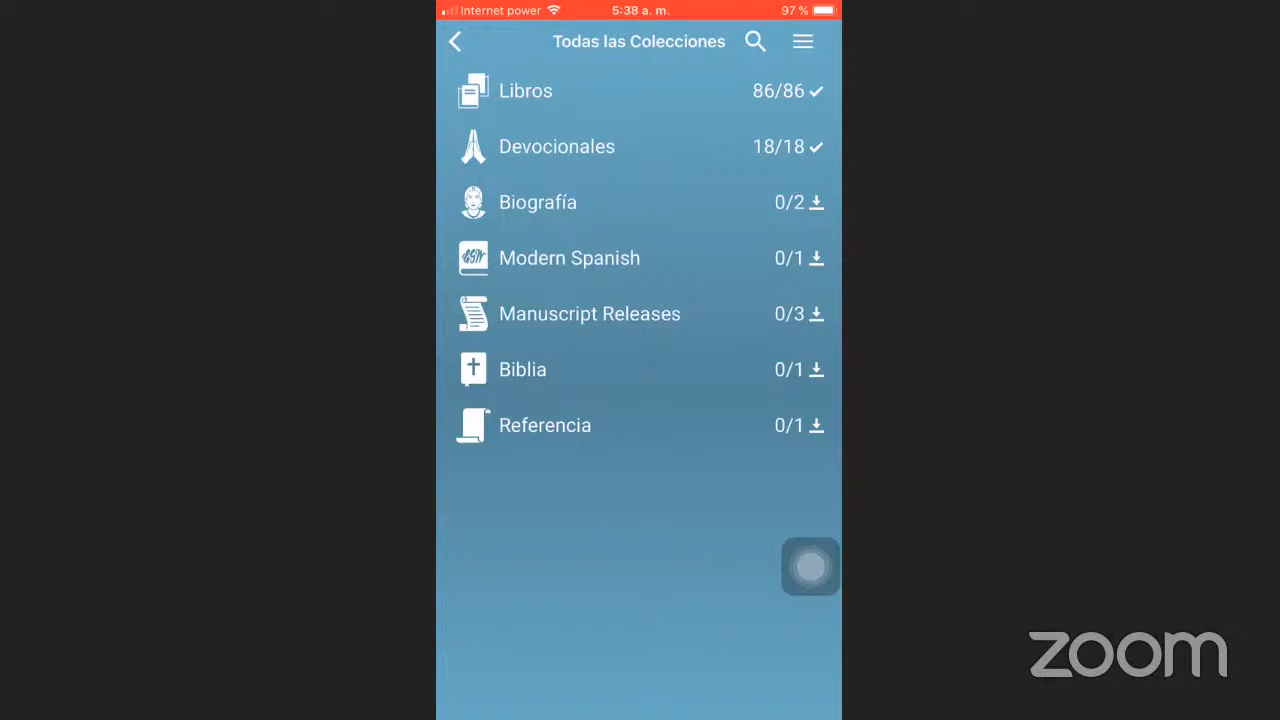 Internet power 5:38 a. m. 97 %
Todas las Colecciones
Libros 86/86
Devocionales 18/18
Biografía 0/2
Modern Spanish 0/1
Manuscript Releases 0/3
Biblia 0/1
Referencia 0/1
zoom